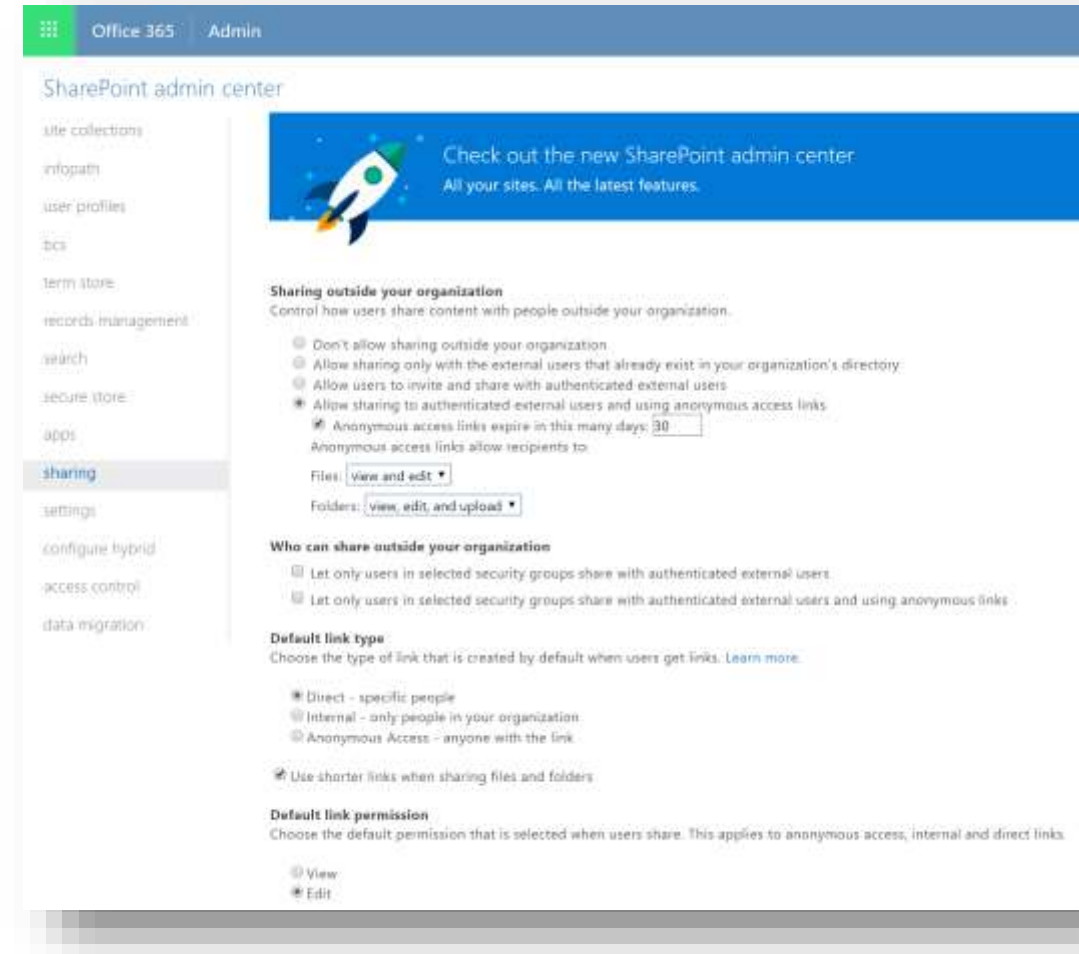 Office 365 Admin
SharePoint admin center
site collections
infopath
user profiles
bcs
term store
records management
search
secure store
apps
sharing
settings
configure hybrid
access control
data migration
Check out the new SharePoint admin center
All your sites. All the latest features.
Sharing outside your organization
Control how users share content with people outside your organization.
Don't allow sharing outside your organization
Allow sharing only with the external users that already exist in your organization's directory
Allow users to invite and share with authenticated external users
Allow sharing to authenticated external users and using anonymous access links
Anonymous access links expire in this many days: 30
Anonymous access links allow recipients to:
Files: view and edit
Folders: view, edit, and upload
Who can share outside your organization
Let only users in selected security groups share with authenticated external users
Let only users in selected security groups share with authenticated external users and using anonymous links
Default link type
Choose the type of link that is created by default when users get links. Learn more.
Direct - specific people
Internal - only people in your organization
Anonymous Access - anyone with the link
Use shorter links when sharing files and folders
Default link permission
Choose the default permission that is selected when users share. This applies to anonymous access, internal and direct links.
View
Edit